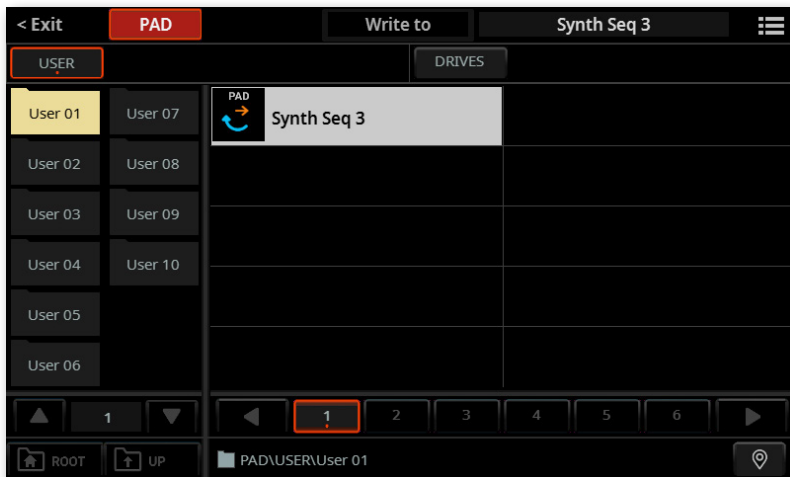 < Exit PAD Write to Synth Seq 3
USER DRIVES
User 01 User 07 PAD Synth Seq 3
User 02 User 08
User 03 User 09
User 04 User 10
User 05
User 06
1 1 2 3 4 5 6
ROOT UP PAD\USER\User 01